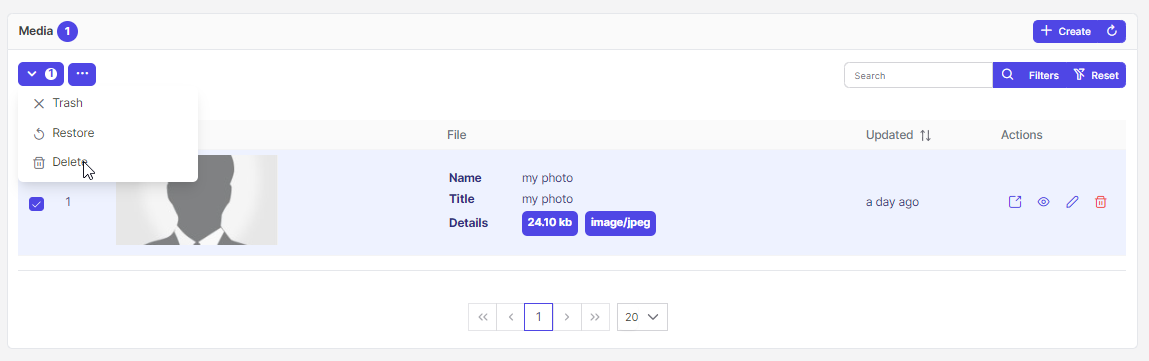 Media 1
Create
1
Search
Filters
Reset
Trash
Restore
Delete
File
Updated
Actions
1
Name my photo
Title my photo
Details 24.10 kb image/jpeg
a day ago
1
20